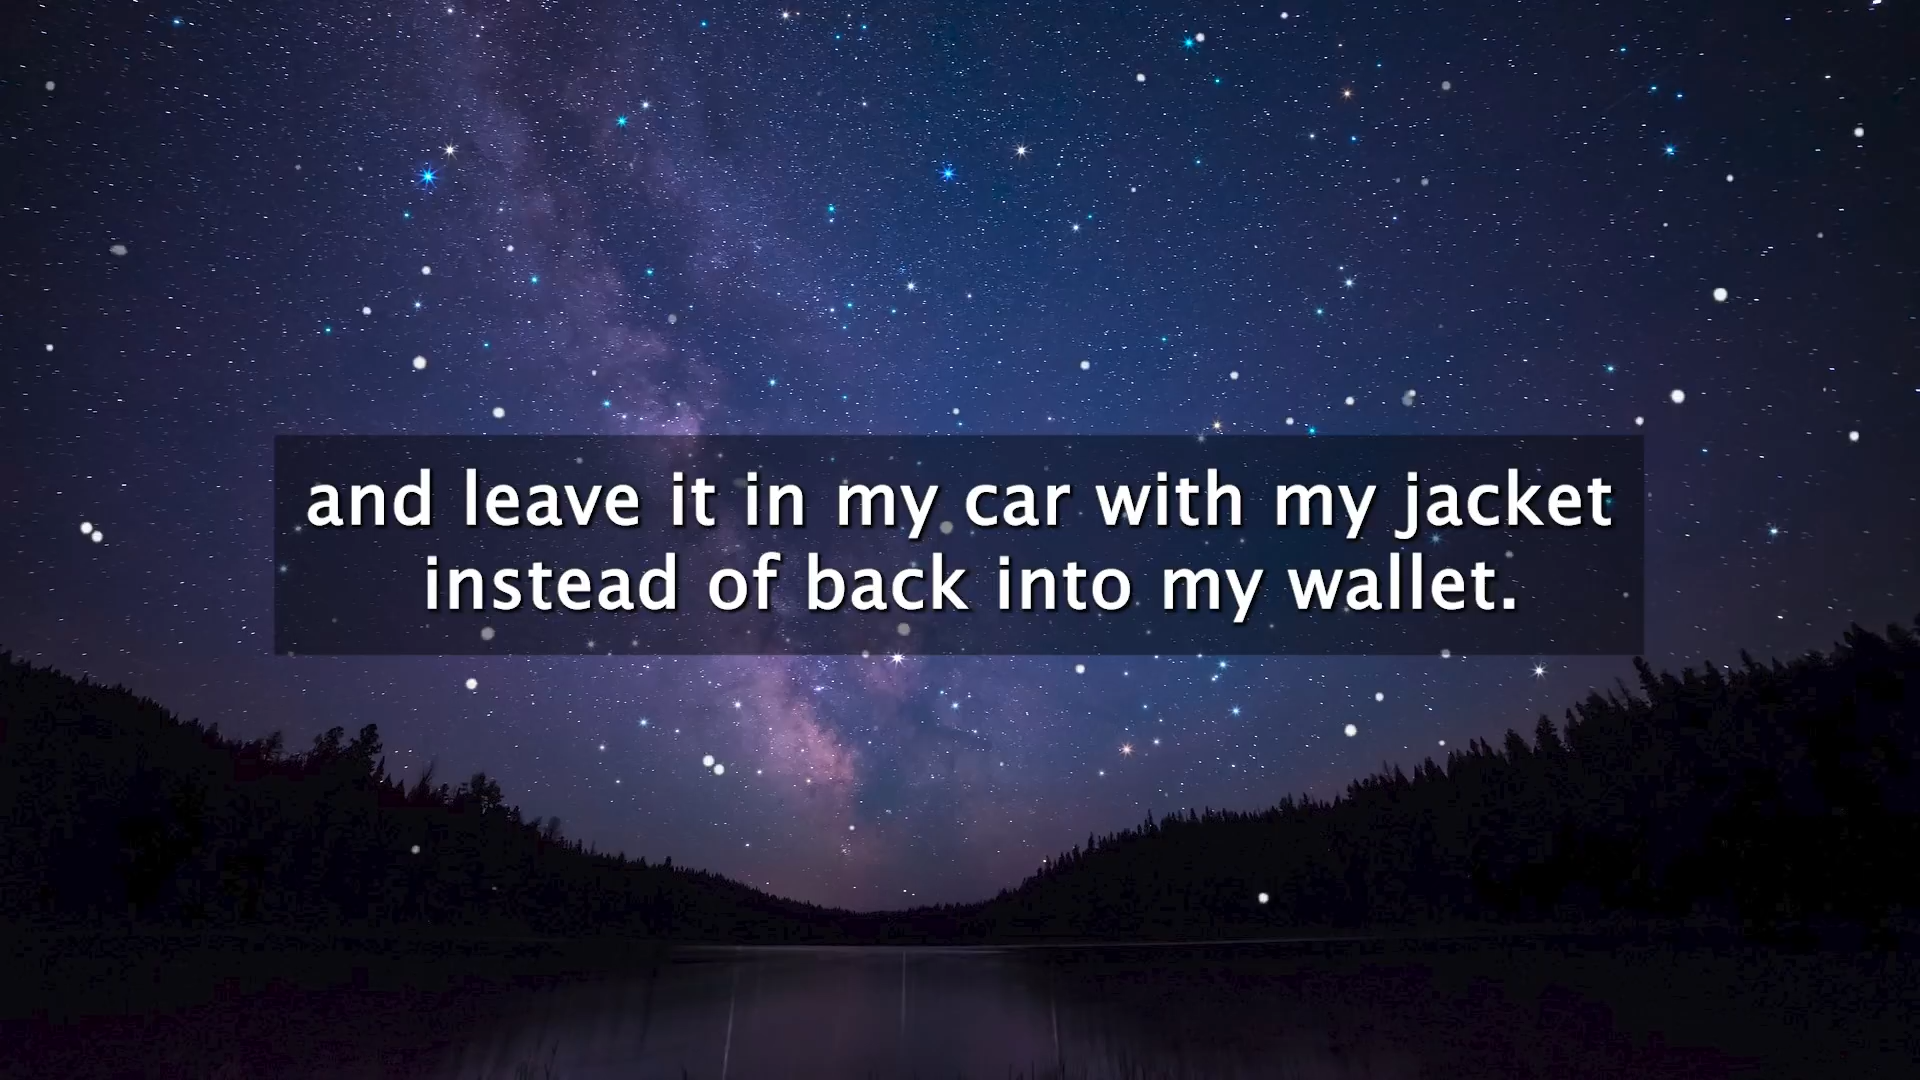 and leave it in my car with my jacket
instead of back into my wallet.